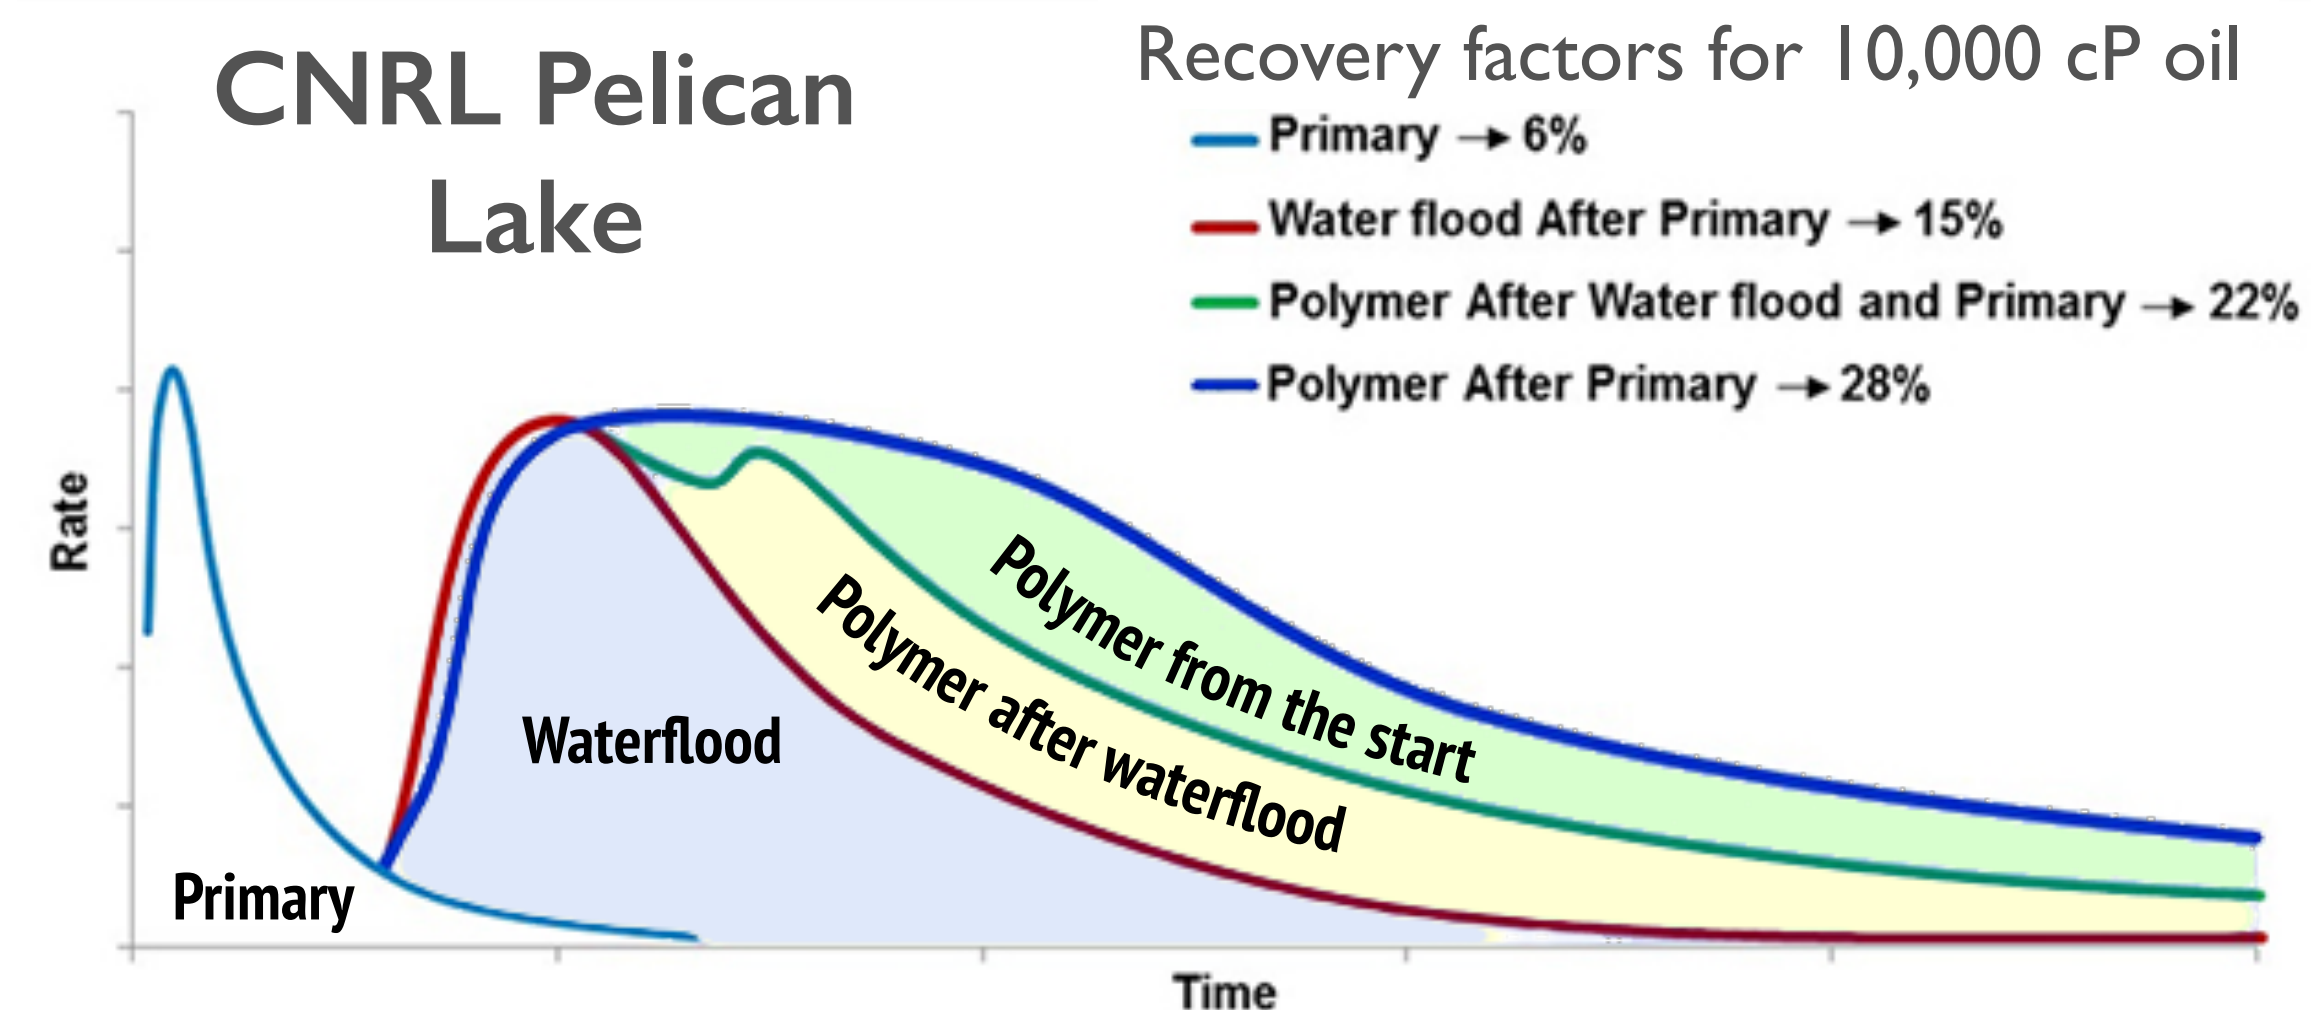 CNRL Pelican
Lake
Recovery factors for 10,000 cP oil
Primary → 6%
Water flood After Primary → 15%
Polymer After Water flood and Primary → 22%
Polymer After Primary → 28%
Rate
Polymer from the start
Polymer after waterflood
Waterflood
Primary
Time